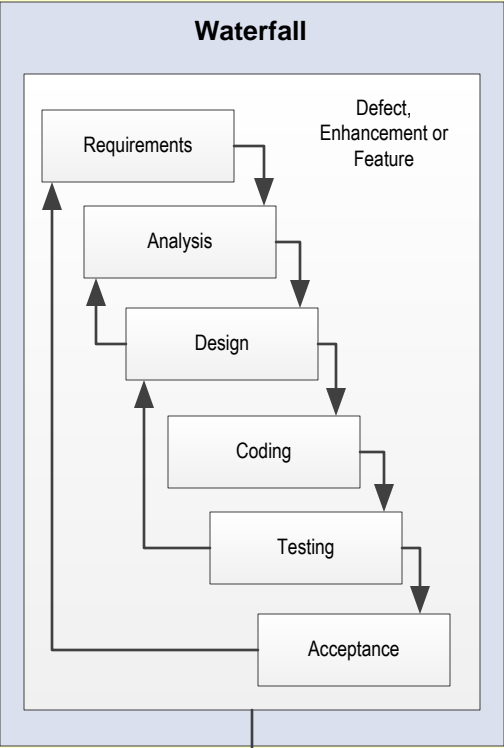 Waterfall
Defect,
Enhancement or
Feature
Requirements
Analysis
Design
Coding
Testing
Acceptance